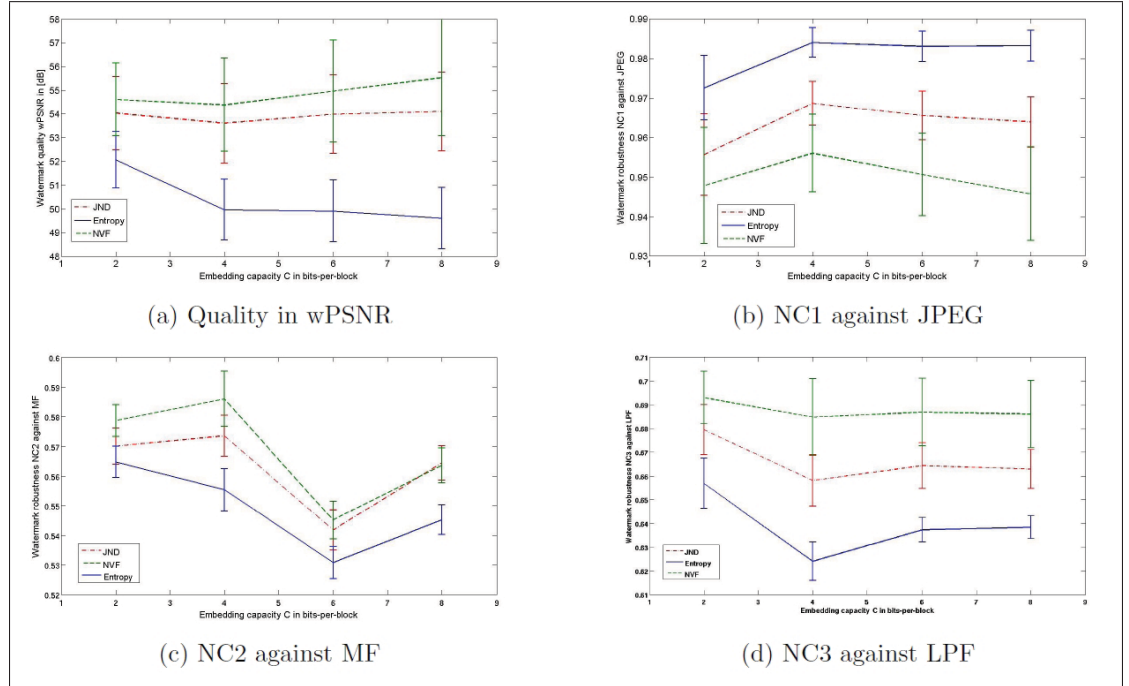 58
57
56
55
54
53
52
51
50
49
48
Watermark quality wPSNR in [dB]
JND
Entropy
NVF
1 2 3 4 5 6 7 8 9
Embedding capacity C in bits-per-block
(a) Quality in wPSNR
0.99
0.98
0.97
0.96
0.95
0.94
0.93
Watermark robustness NC1 against JPEG
JND
Entropy
NVF
1 2 3 4 5 6 7 8 9
Embedding capacity C in bits-per-block
(b) NC1 against JPEG
0.6
0.59
0.58
0.57
0.56
0.55
0.54
0.53
0.52
Watermark robustness NC2 against MF
JND
NVF
Entropy
1 2 3 4 5 6 7 8 9
Embedding capacity C in bits-per-block
(c) NC2 against MF
0.71
0.7
0.69
0.68
0.67
0.66
0.65
0.64
0.63
0.62
0.61
Watermark robustness NC3 against LPF
JND
Entropy
NVF
1 2 3 4 5 6 7 8 9
Embedding capacity C in bits-per-block
(d) NC3 against LPF